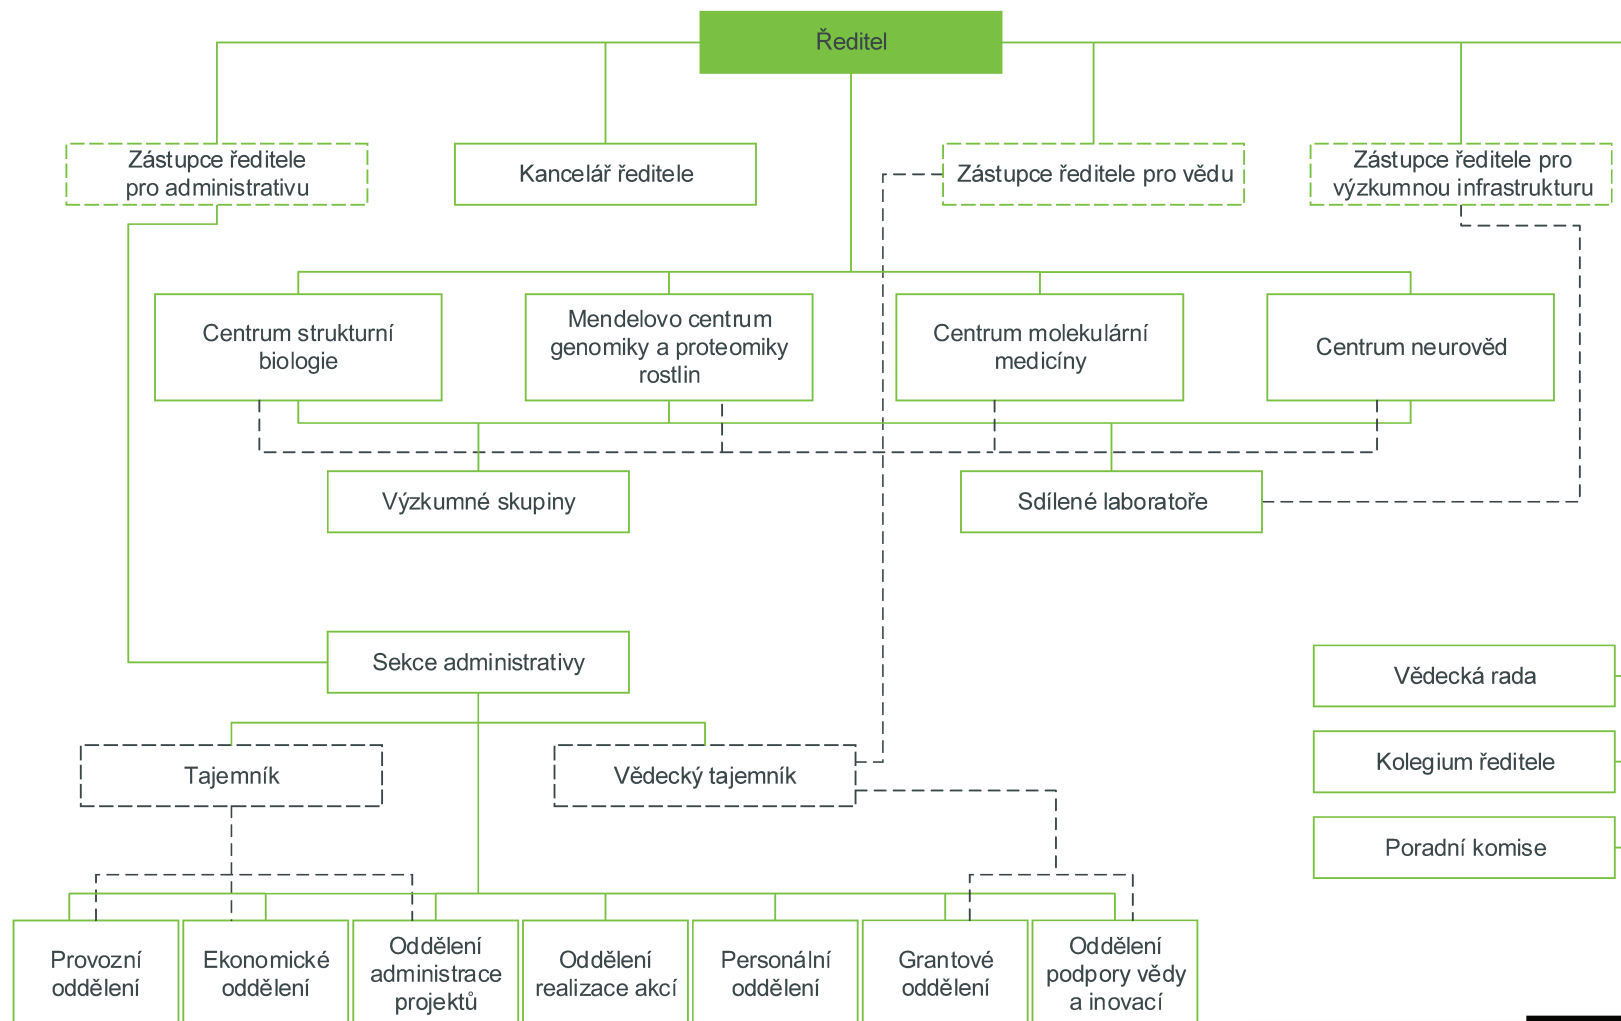 Ředitel
Zástupce ředitele
pro administrativu
Kancelář ředitele
Zástupce ředitele pro vědu
Zástupce ředitele pro
výzkumnou infrastrukturu
Centrum strukturní
biologie
Mendelovo centrum
genomiky a proteomiky
rostlin
Centrum molekulární
medicíny
Centrum neurověd
Výzkumné skupiny
Sdílené laboratoře
Sekce administrativy
Vědecká rada
Tajemník
Vědecký tajemník
Kolegium ředitele
Poradní komise
Provozní
oddělení
Ekonomické
oddělení
Oddělení
administrace
projektů
Oddělení
realizace akcí
Personální
oddělení
Grantové
oddělení
Oddělení
podpory vědy
a inovací